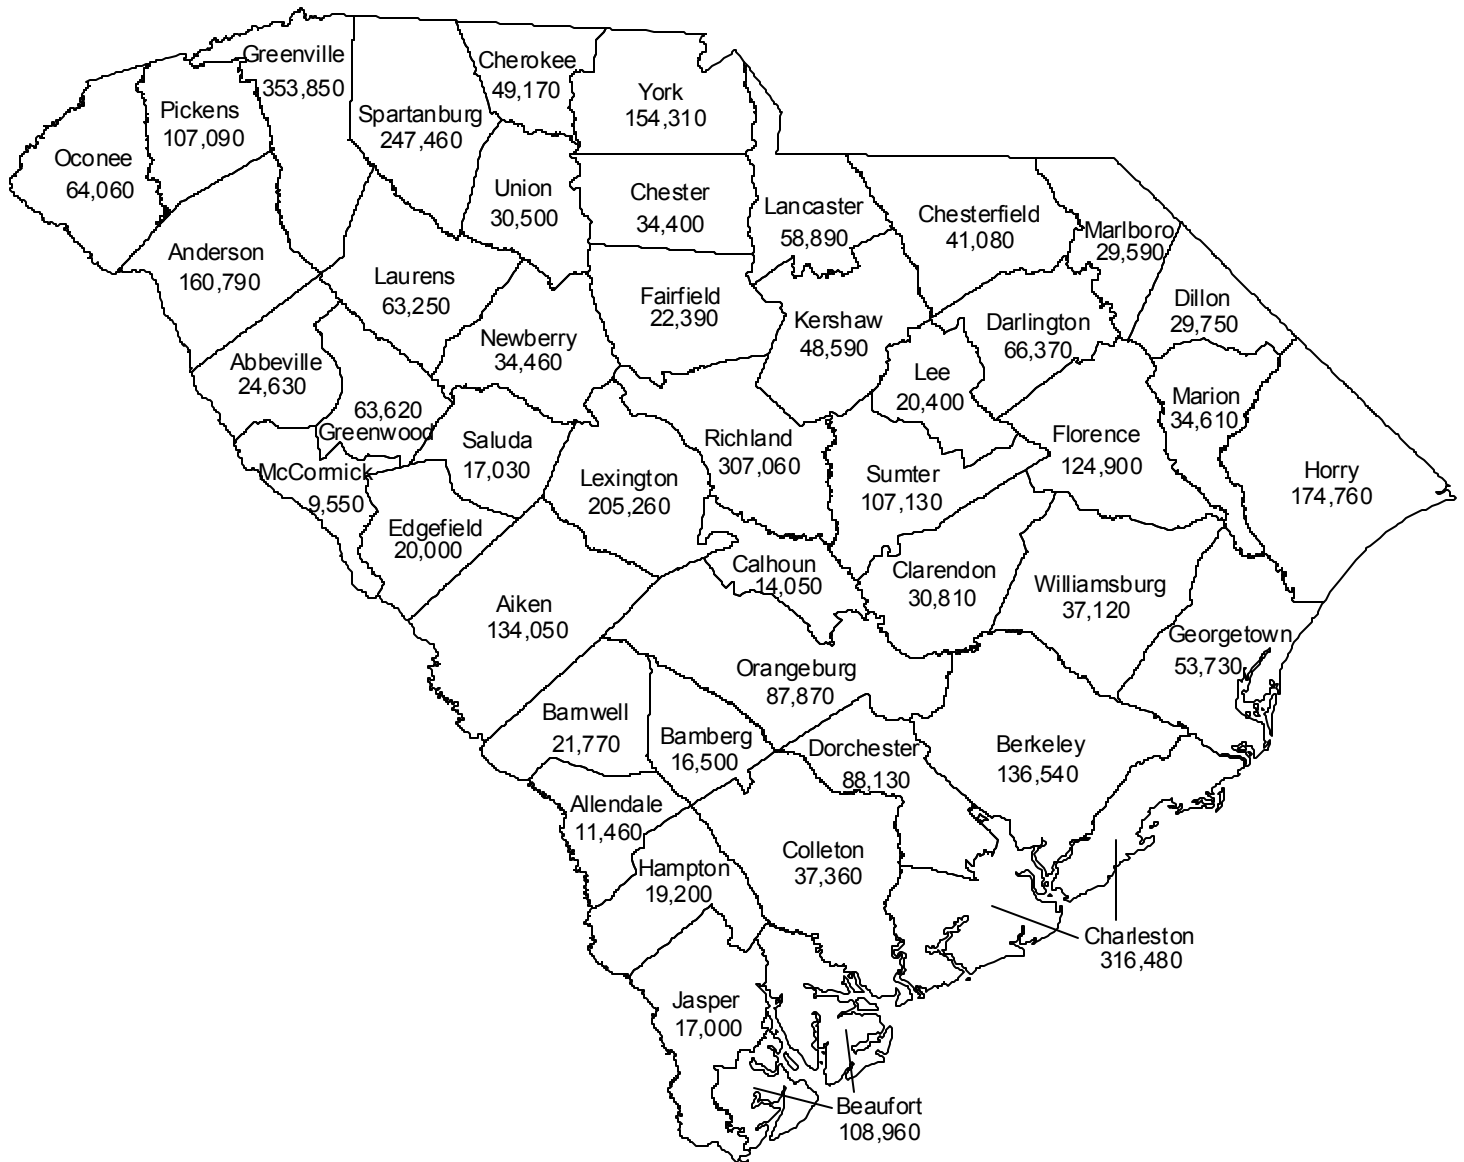 Greenville
353,850
Cherokee
49,170
York
154,310
Pickens
107,090
Spartanburg
247,460
Oconee
64,060
Union
30,500
Chester
34,400
Lancaster
58,890
Chesterfield
41,080
Marlboro
29,590
Anderson
160,790
Laurens
63,250
Fairfield
22,390
Kershaw
48,590
Darlington
66,370
Dillon
29,750
Newberry
34,460
Abbeville
24,630
Lee
20,400
Marion
34,610
63,620
Greenwood
Saluda
17,030
Richland
307,060
Florence
124,900
McCormick
9,550
Lexington
205,260
Sumter
107,130
Horry
174,760
Edgefield
20,000
Calhoun
14,050
Clarendon
30,810
Williamsburg
37,120
Aiken
134,050
Georgetown
53,730
Orangeburg
87,870
Barnwell
21,770
Bamberg
16,500
Dorchester
88,130
Berkeley
136,540
Allendale
11,460
Colleton
37,360
Hampton
19,200
Charleston
316,480
Jasper
17,000
Beaufort
108,960